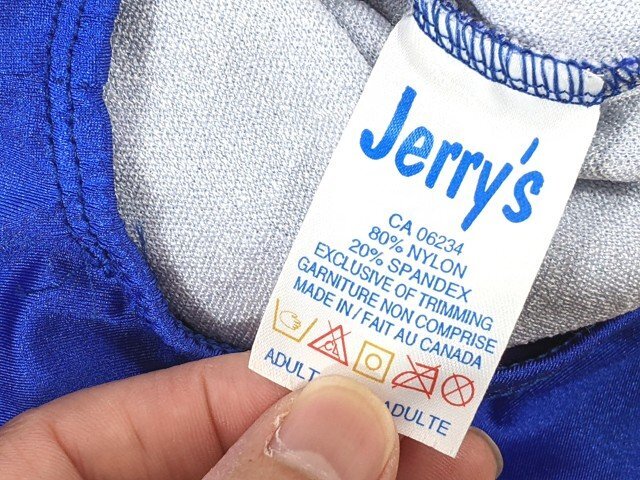 Jerry's
CA 06234
80% NYLON
20% SPANDEX
EXCLUSIVE OF TRIMMING
GARNITURE NON COMPRISE
MADE IN / FAIT AU CANADA
ADULT ADULTE